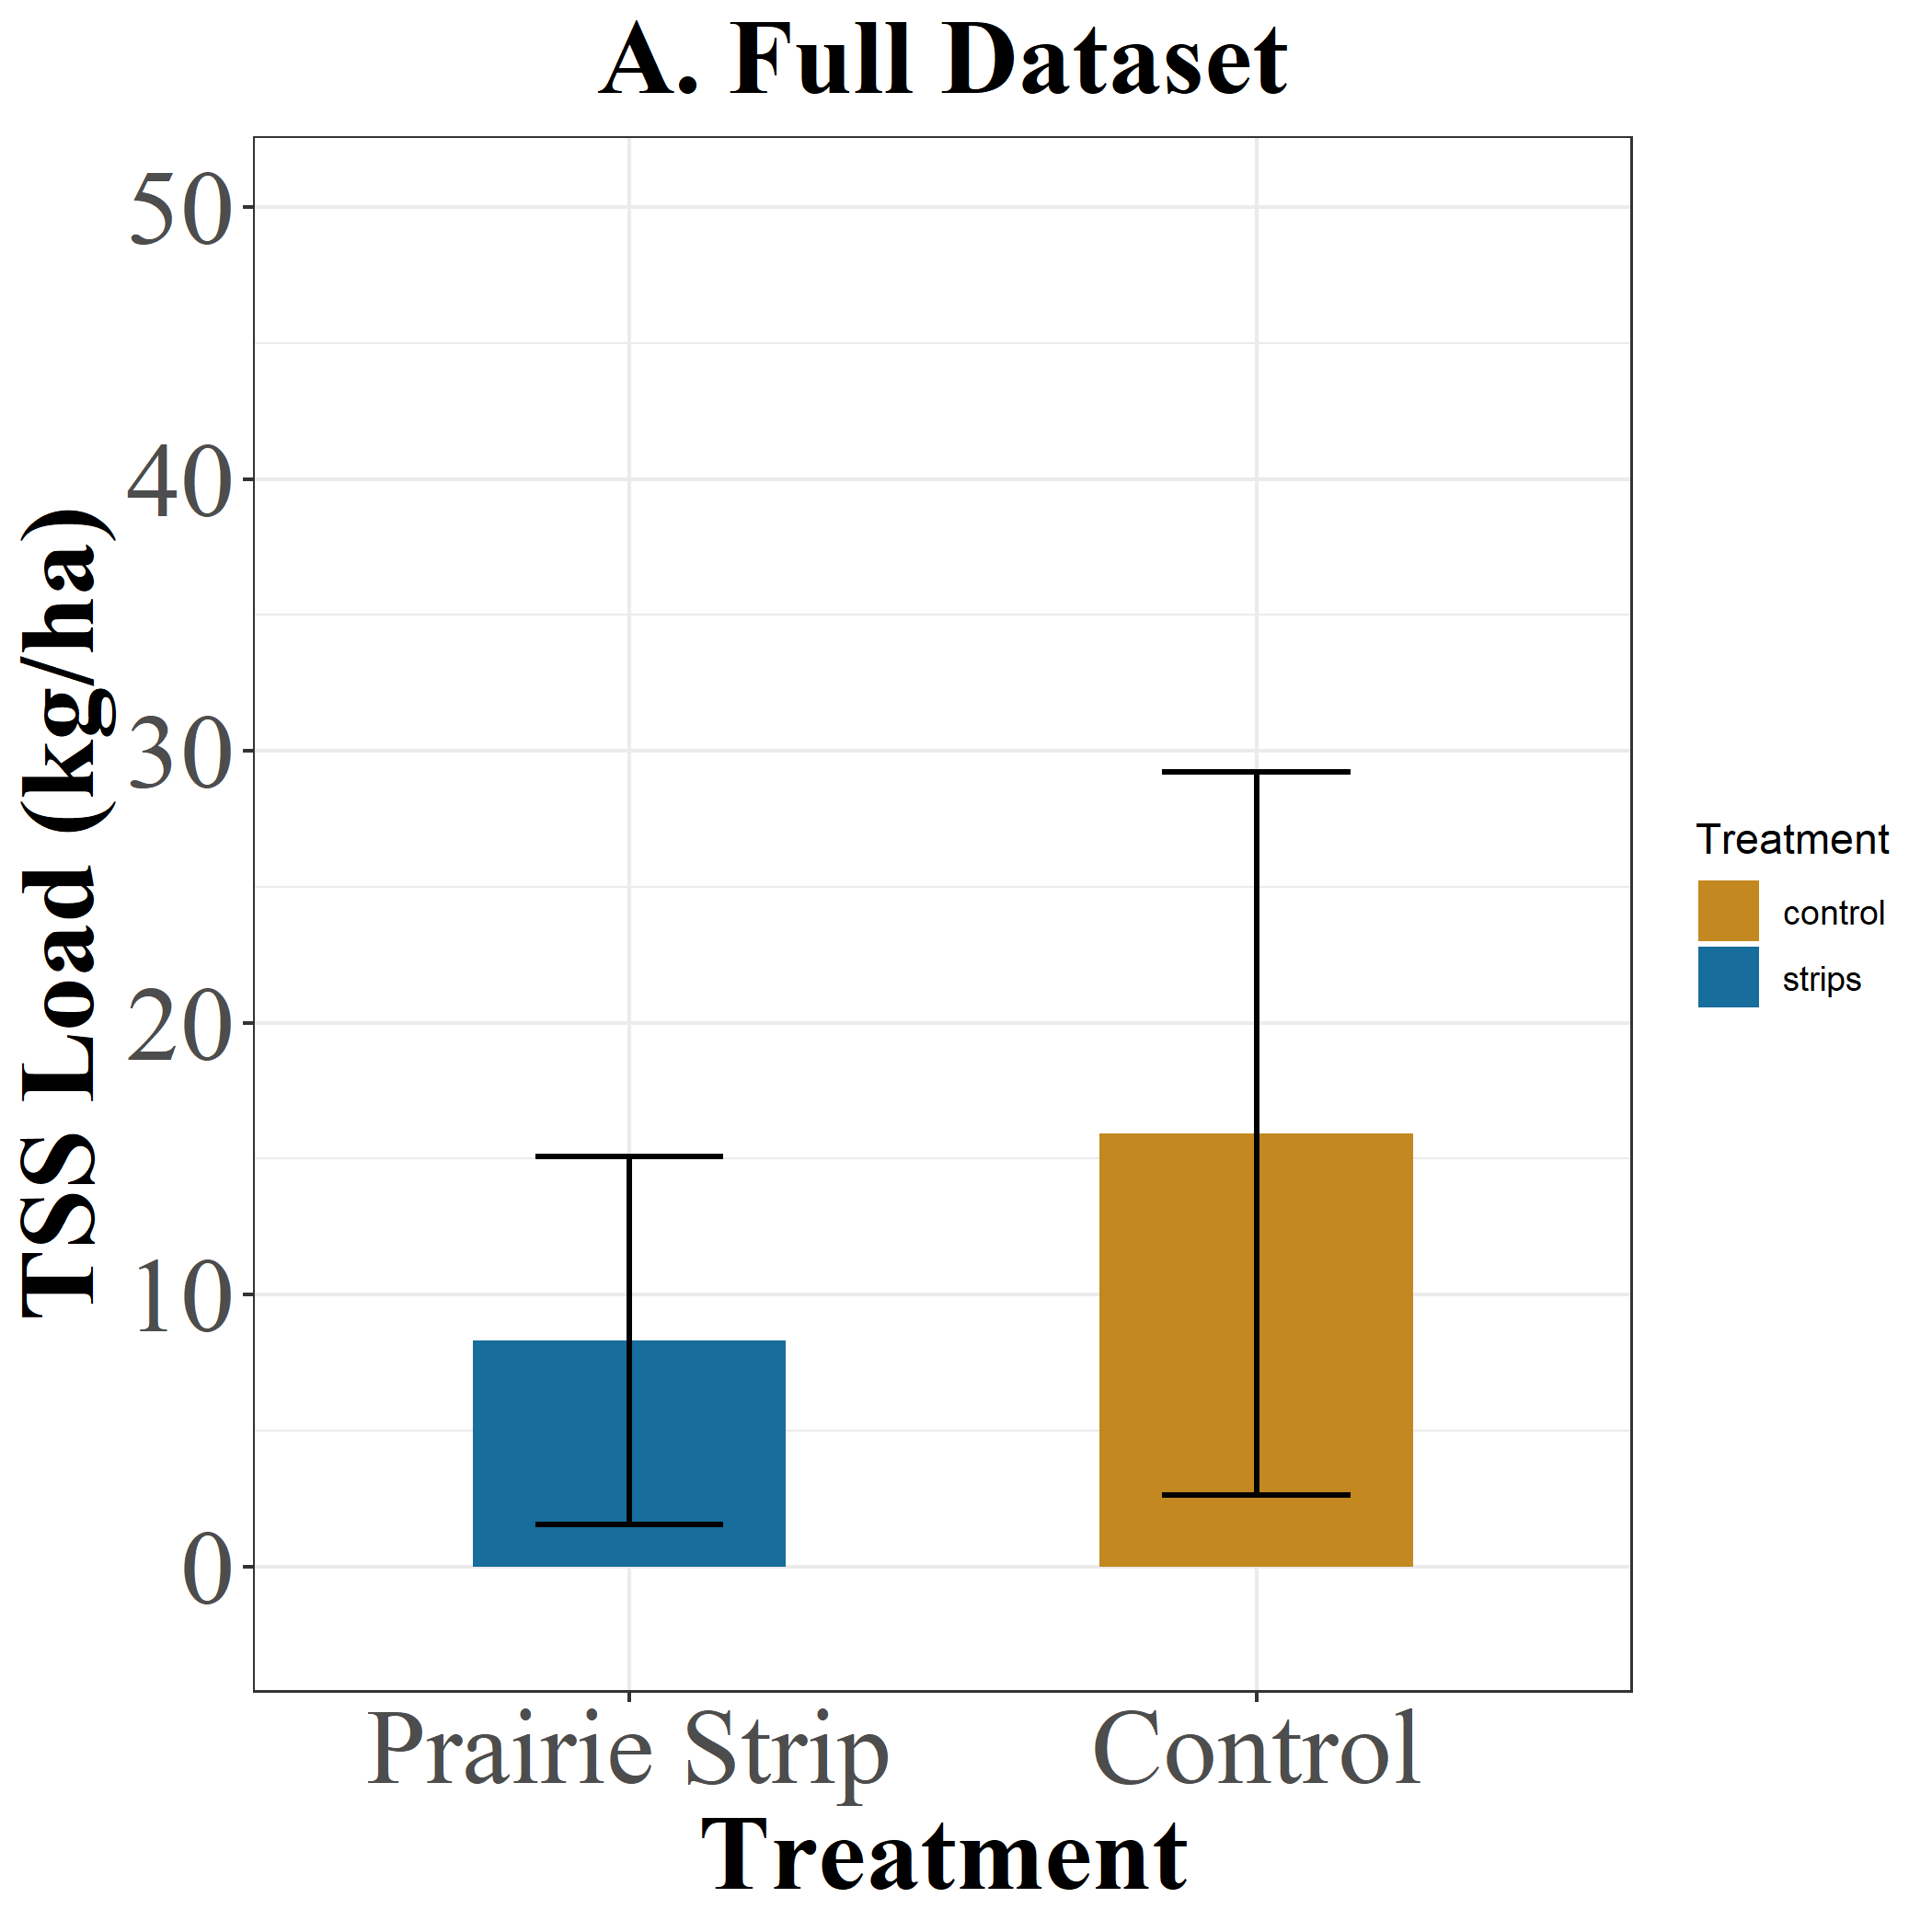 A. Full Dataset
TSS Load (kg/ha)
50
40
30
20
10
0
Prairie Strip
Control
Treatment
Treatment
control
strips